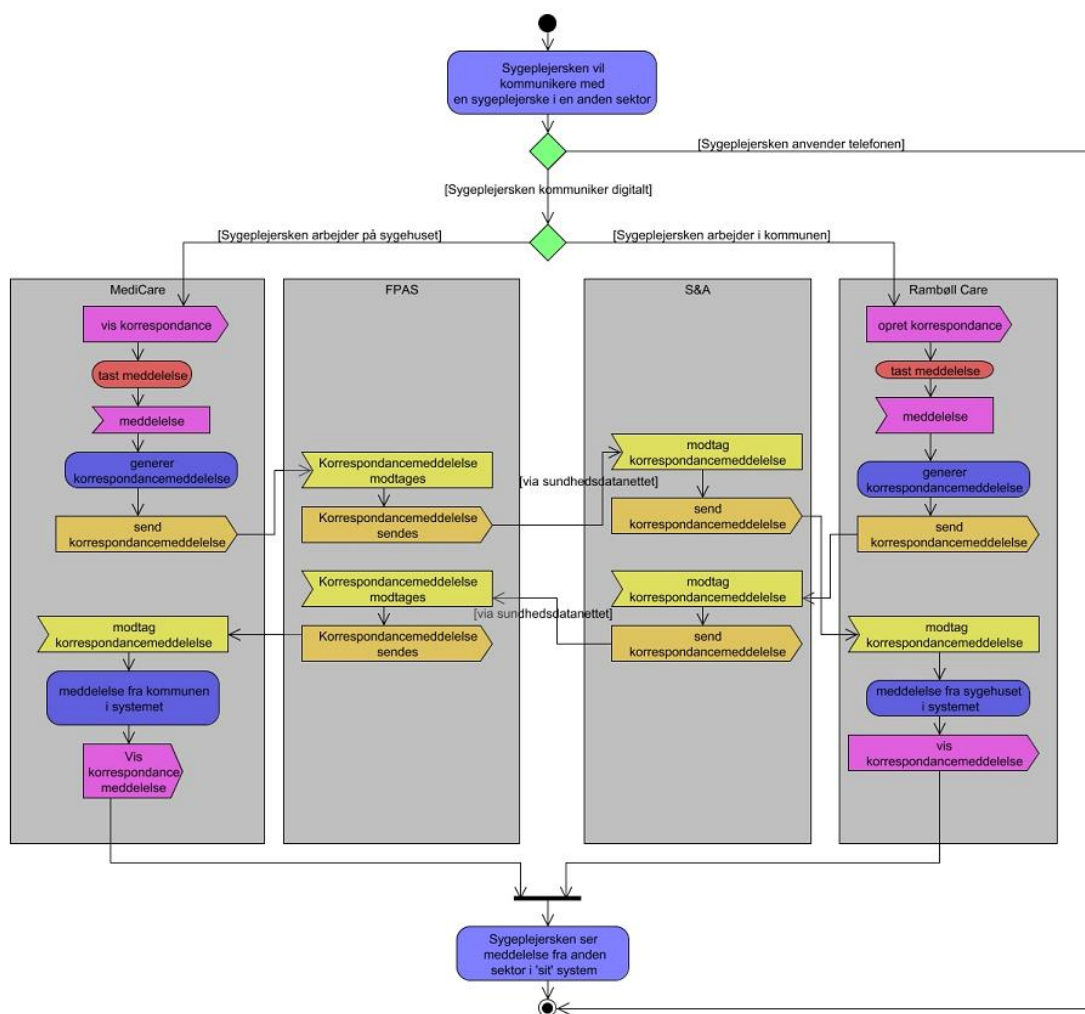 Sygeplejersken vil
kommunikere med
en sygeplejerske i en anden sektor
[Sygeplejersken anvender telefonen]
[Sygeplejersken kommuniker digitalt]
[Sygeplejersken arbejder på sygehuset]
[Sygeplejersken arbejder i kommunen]
MediCare
vis korrespondance
tast meddelelse
meddelelse
generer
korrespondancemeddelelse
send
korrespondancemeddelelse
modtag
korrespondancemeddelelse
meddelelse fra kommunen
i systemet
Vis
korrespondance
meddelelse
FPAS
Korrespondancemeddelelse
modtages
Korrespondancemeddelelse
sendes
Korrespondancemeddelelse
modtages
Korrespondancemeddelelse
sendes
[via sundhedsdatanettet]
[via sundhedsdatanettet]
S&A
modtag
korrespondancemeddelelse
send
korrespondancemeddelelse
modtag
korrespondancemeddelelse
send
korrespondancemeddelelse
Rambøll Care
opret korrespondance
tast meddelelse
meddelelse
generer
korrespondancemeddelelse
send
korrespondancemeddelelse
modtag
korrespondancemeddelelse
meddelelse fra sygehuset
i systemet
vis
korrespondancemeddelelse
Sygeplejersken ser
meddelelse fra anden
sektor i 'sit' system